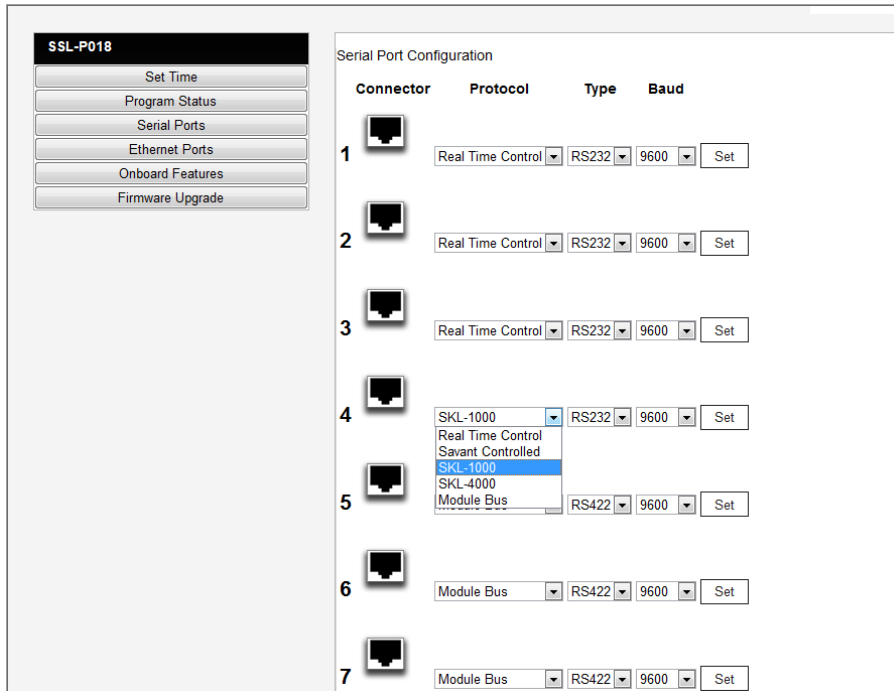 SSL-P018
Set Time
Program Status
Serial Ports
Ethernet Ports
Onboard Features
Firmware Upgrade
Serial Port Configuration
Connector Protocol Type Baud
1 Real Time Control RS232 9600 Set
2 Real Time Control RS232 9600 Set
3 Real Time Control RS232 9600 Set
4 SKL-1000 RS232 9600 Set
Real Time Control
Savant Controlled
SKL-1000
SKL-4000
Module Bus
5 RS422 9600 Set
6 Module Bus RS422 9600 Set
7 Module Bus RS422 9600 Set